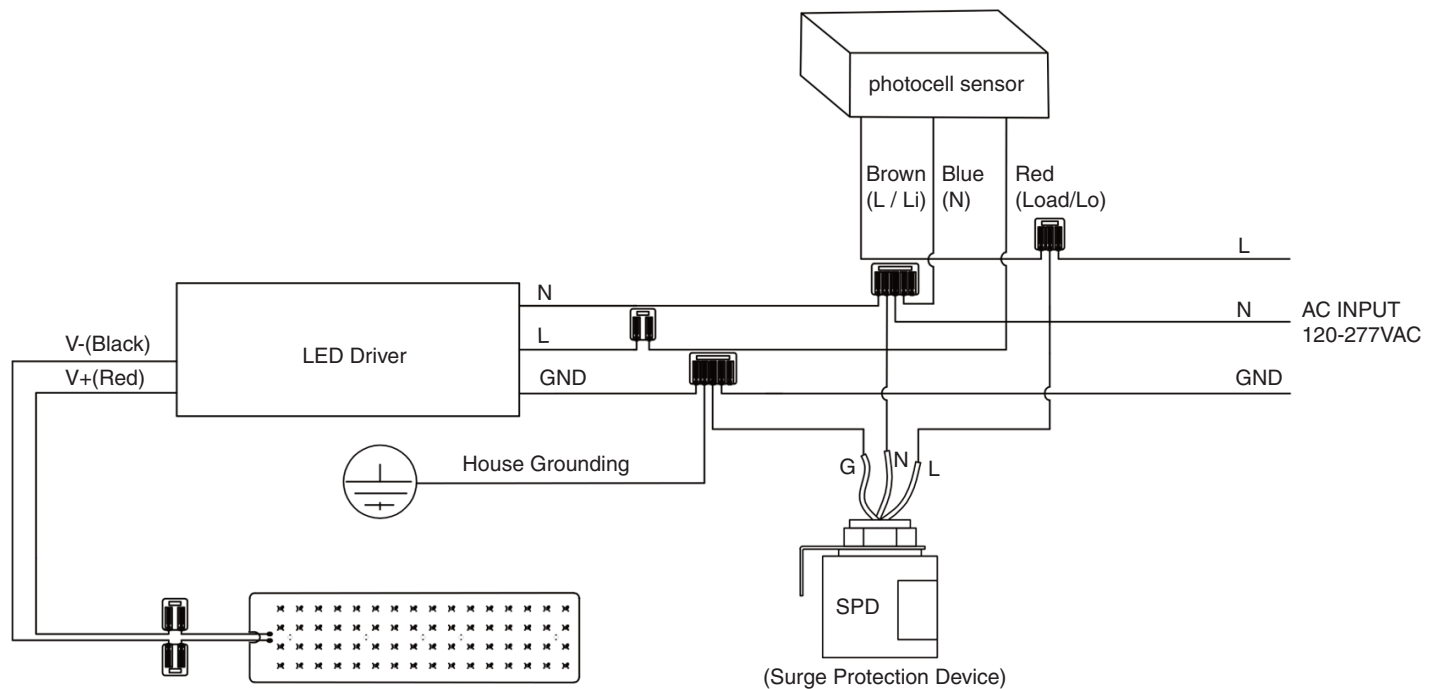 photocell sensor
Brown
(L / Li)
Blue
(N)
Red
(Load/Lo)
L
N
AC INPUT
120-277VAC
GND
N
L
GND
LED Driver
V-(Black)
V+(Red)
House Grounding
G
N
L
SPD
(Surge Protection Device)